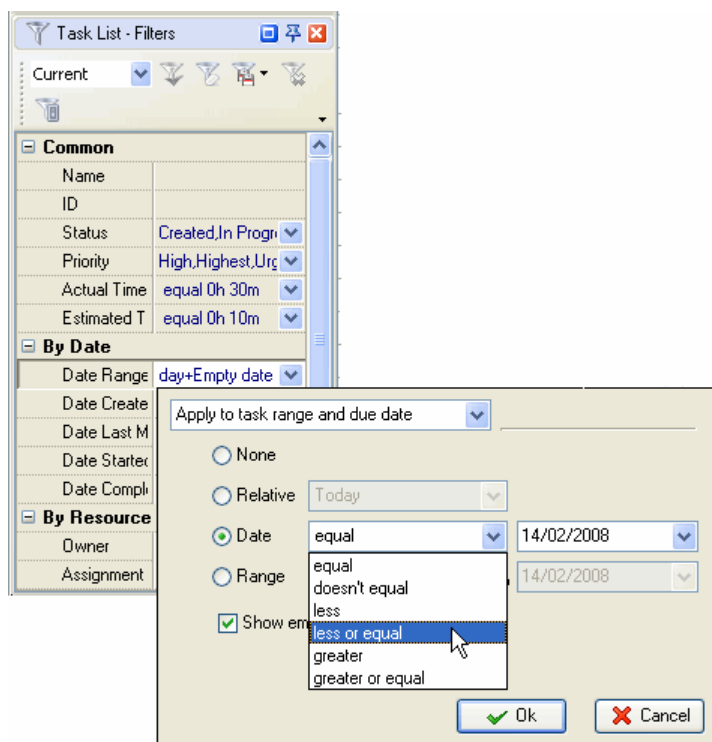 Task List - Filters
Current
Common
Name
ID
Status Created,In Progr
Priority High,Highest,Urg
Actual Time equal 0h 30m
Estimated T equal 0h 10m
By Date
Date Range day+Empty date
Date Create
Date Last M
Date Starte
Date Compl
By Resource
Owner
Assignment
Apply to task range and due date
None
Relative Today
Date equal 14/02/2008
equal
doesn't equal
less
less or equal
greater
greater or equal
Range 14/02/2008
Show em
Ok Cancel